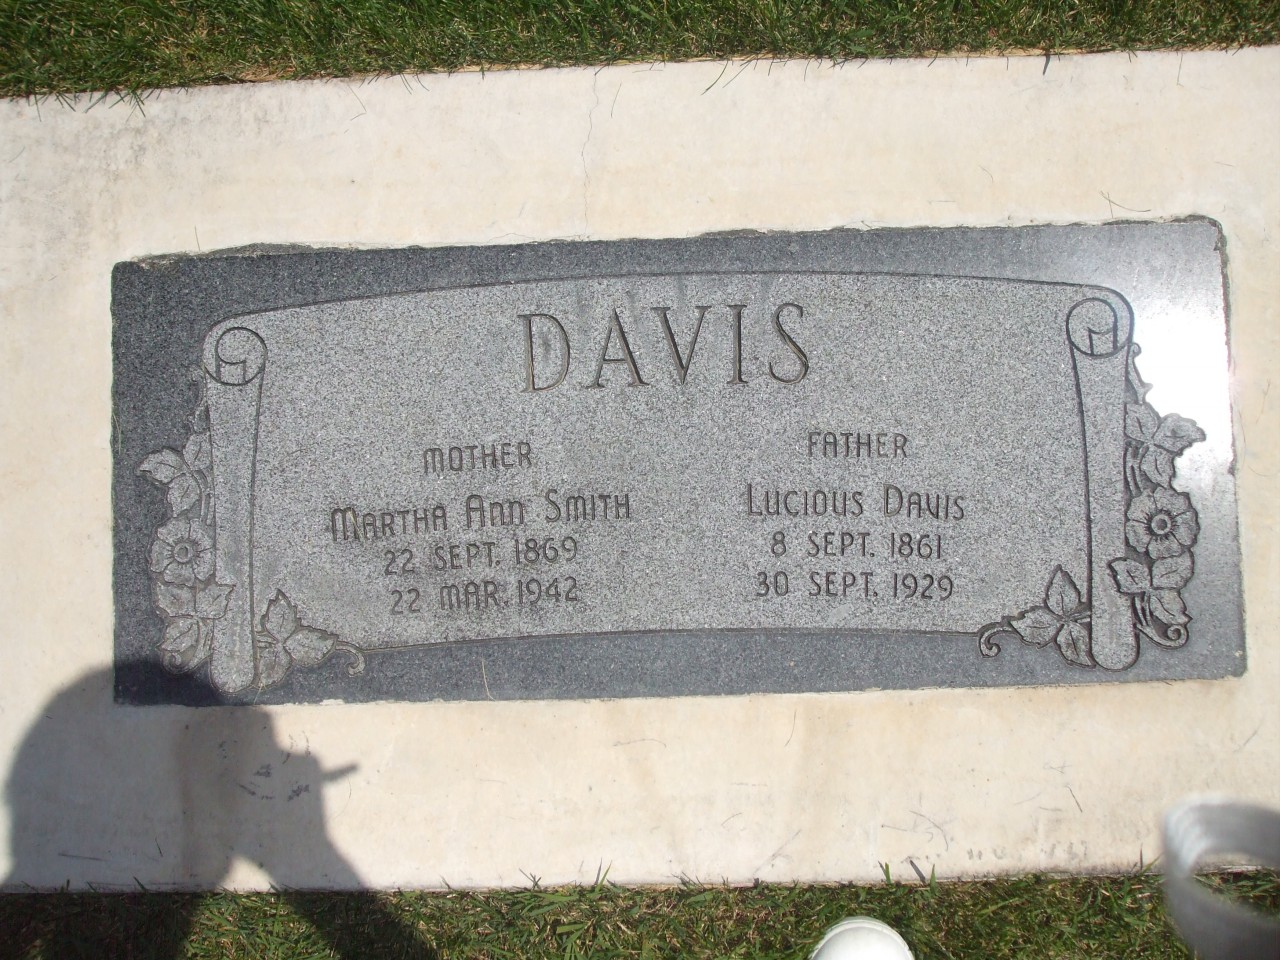 DAVIS
MOTHER
MARTHA ANN SMITH
22 SEPT. 1869
22 MAR. 1942
FATHER
LUCIOUS DAVIS
8 SEPT. 1861
30 SEPT. 1929